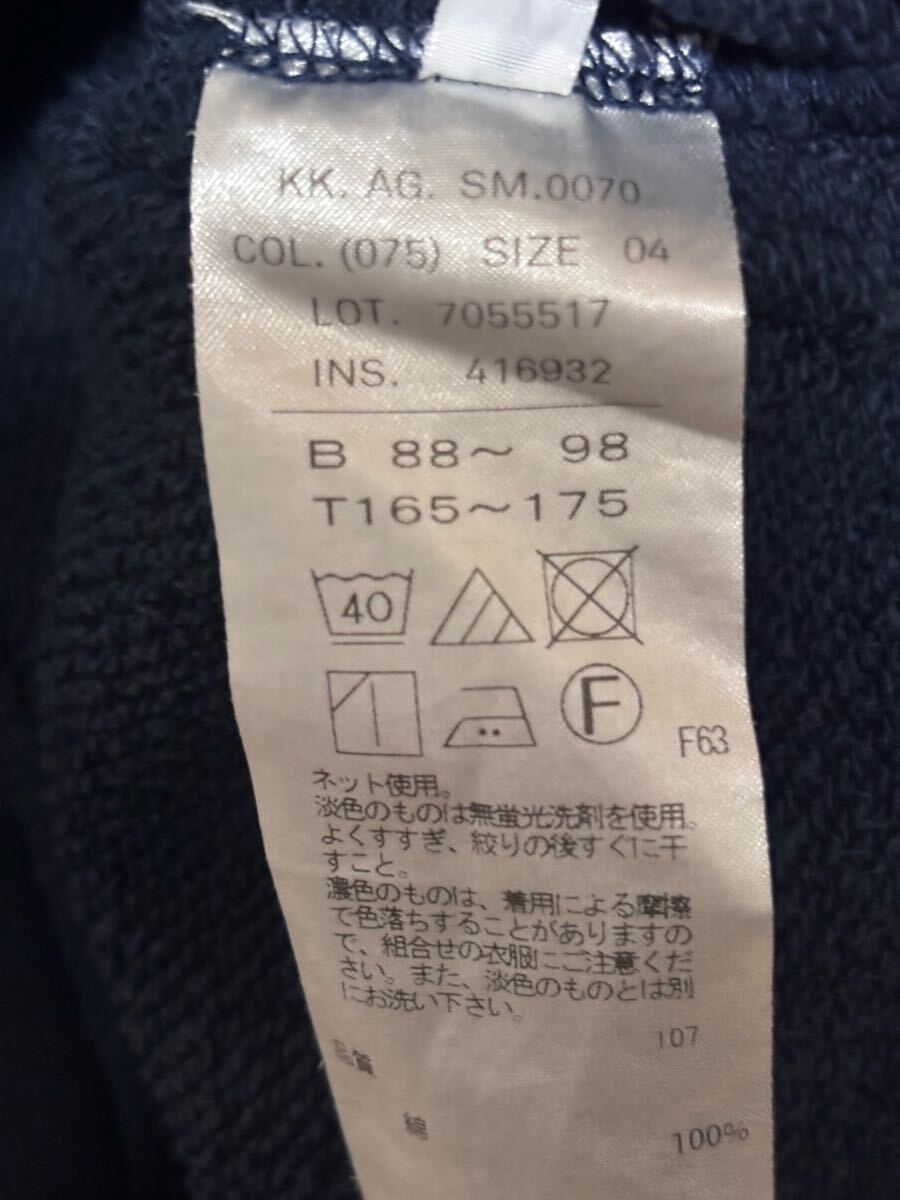 KK. AG. SM.0070
COL. (075) SIZE 04
LOT. 7055517
INS. 416932
B 88～ 98
T165～175
40
F
F63
ネット使用。
淡色のものは無蛍光洗剤を使用。
よくすすぎ、絞りの後すぐに干
すこと。
濃色のものは、着用による摩擦
で色落ちすることがありますの
で、組合せの衣服にご注意くだ
さい。また、淡色のものとは別
にお洗い下さい。
107
品質
綿 100%